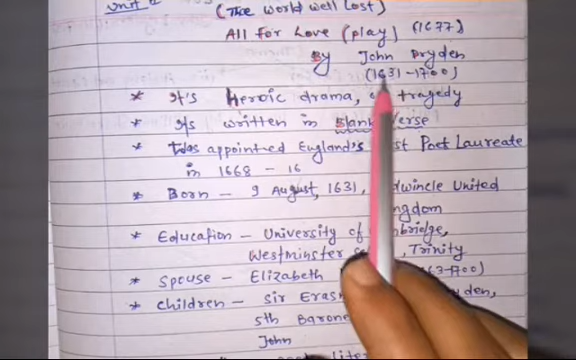 Unit
(The world well Lost)
All For Love (play) (1677)
By John Dryden
(1631-1700)
* It's Heroic drama, tragedy
* It's written in Blank Verse
* Was appointed England's Poet Laureate
in 1668 - 16
* Born - 9 August, 1631, United
* Education - University of
Westminster Trinity
* Spouse - Elizabeth
* Children - Sir
5th
John